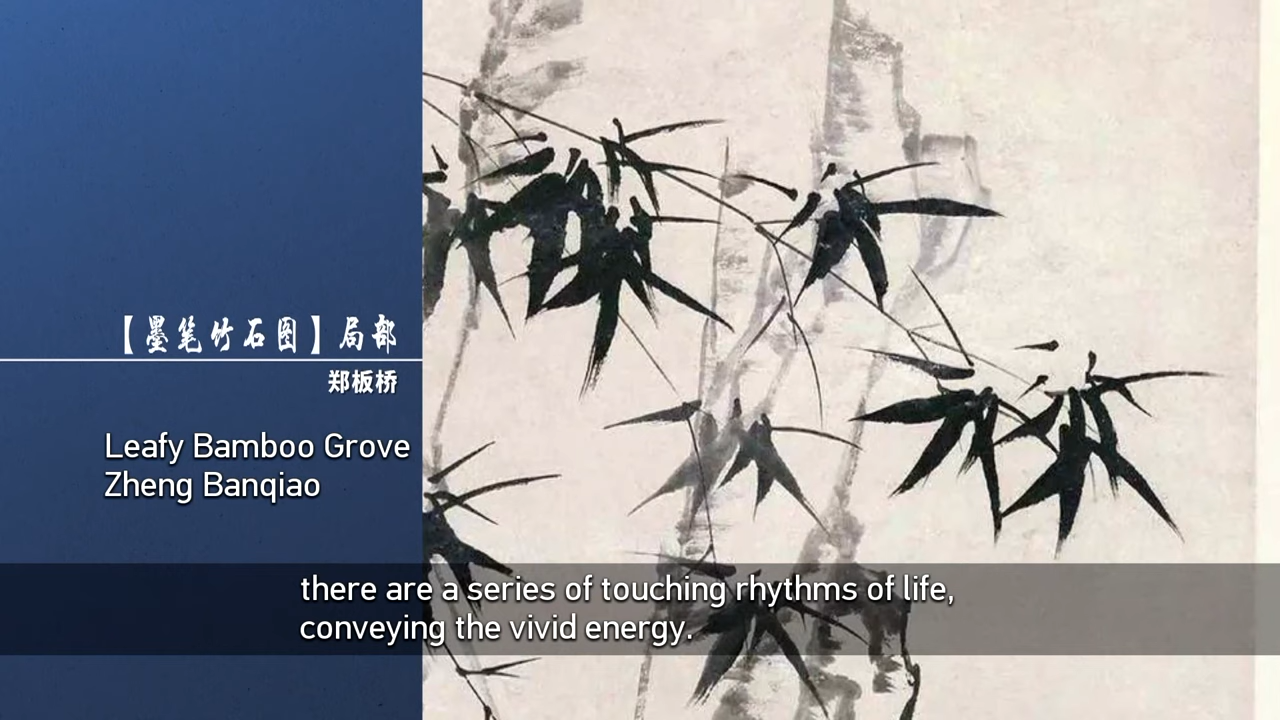 【墨笔竹石图】局部
郑板桥
Leafy Bamboo Grove
Zheng Banqiao
there are a series of touching rhythms of life,
conveying the vivid energy.